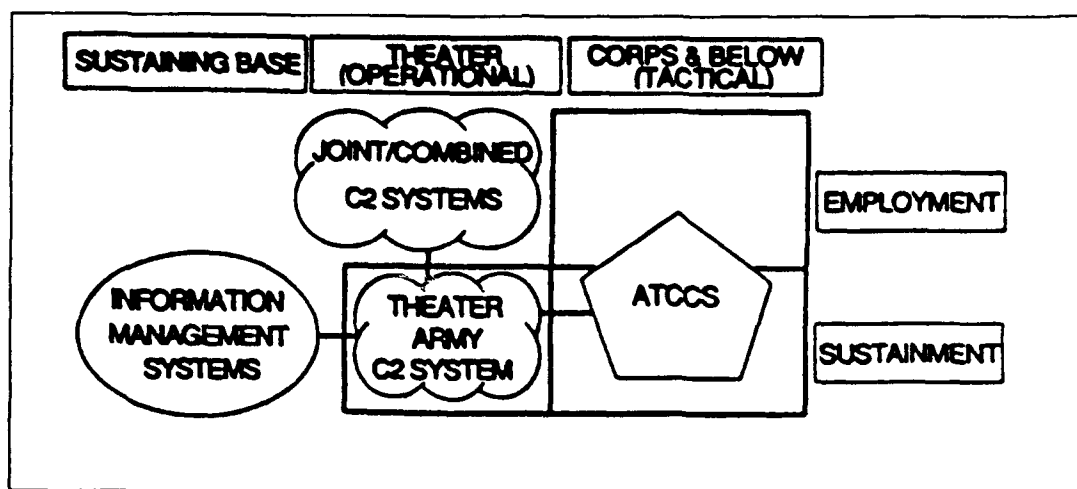 SUSTAINING BASE
THEATER
(OPERATIONAL)
CORPS & BELOW
(TACTICAL)
JOINT/COMBINED
C2 SYSTEMS
EMPLOYMENT
INFORMATION
MANAGEMENT
SYSTEMS
THEATER
ARMY
C2 SYSTEM
ATCCS
SUSTAINMENT